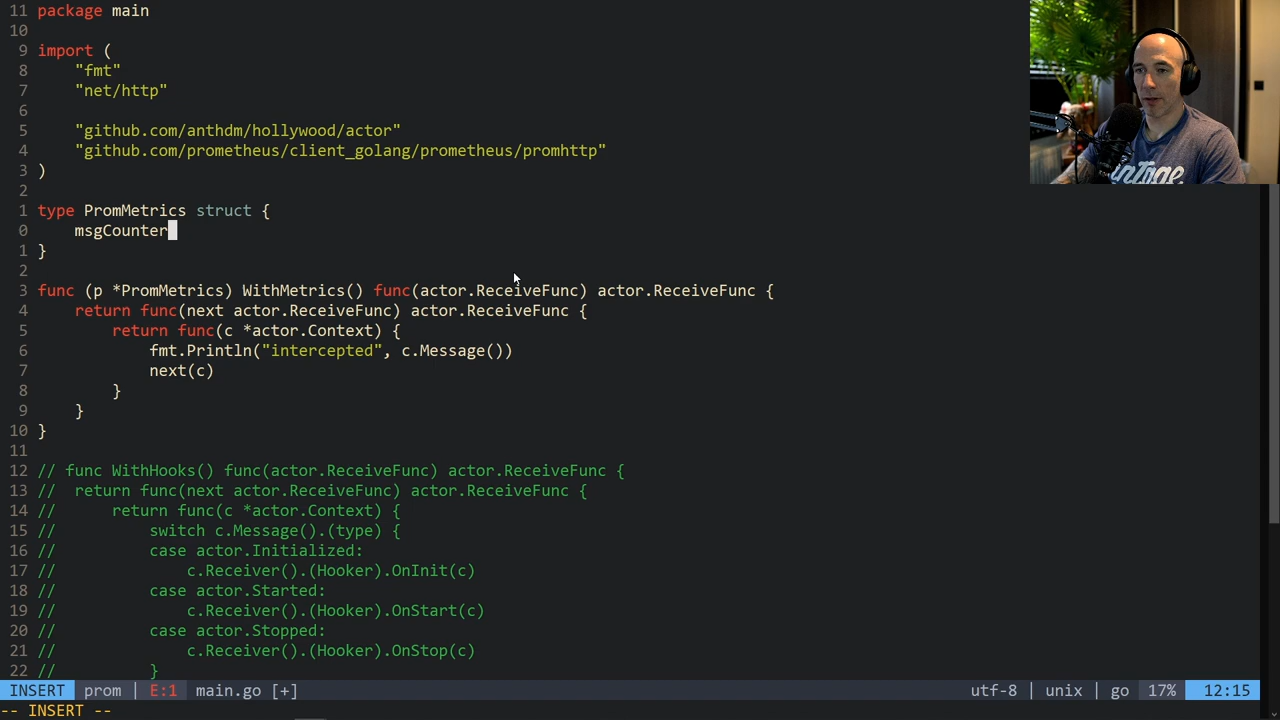 11 package main
10
9 import (
8 "fmt"
7 "net/http"
6
5 "github.com/anthdm/hollywood/actor"
4 "github.com/prometheus/client_golang/prometheus/promhttp"
3 )
2
1 type PromMetrics struct {
0 msgCounter
1 }
2
3 func (p *PromMetrics) WithMetrics() func(actor.ReceiveFunc) actor.ReceiveFunc {
4 return func(next actor.ReceiveFunc) actor.ReceiveFunc {
5 return func(c *actor.Context) {
6 fmt.Println("intercepted", c.Message())
7 next(c)
8 }
9 }
10 }
11
12 // func WithHooks() func(actor.ReceiveFunc) actor.ReceiveFunc {
13 // return func(next actor.ReceiveFunc) actor.ReceiveFunc {
14 // return func(c *actor.Context) {
15 // switch c.Message().(type) {
16 // case actor.Initialized:
17 // c.Receiver().(Hooker).OnInit(c)
18 // case actor.Started:
19 // c.Receiver().(Hooker).OnStart(c)
20 // case actor.Stopped:
21 // c.Receiver().(Hooker).OnStop(c)
22 // }
INSERT prom | E:1 main.go [+] utf-8 | unix | go 17% 12:15
-- INSERT --